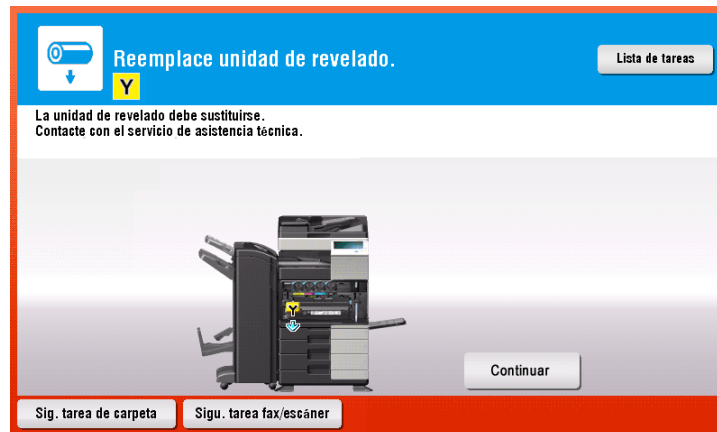 Reemplace unidad de revelado.
Y
Lista de tareas
La unidad de revelado debe sustituirse.
Contacte con el servicio de asistencia técnica.
Y
Continuar
Sig. tarea de carpeta
Sigu. tarea fax/escáner